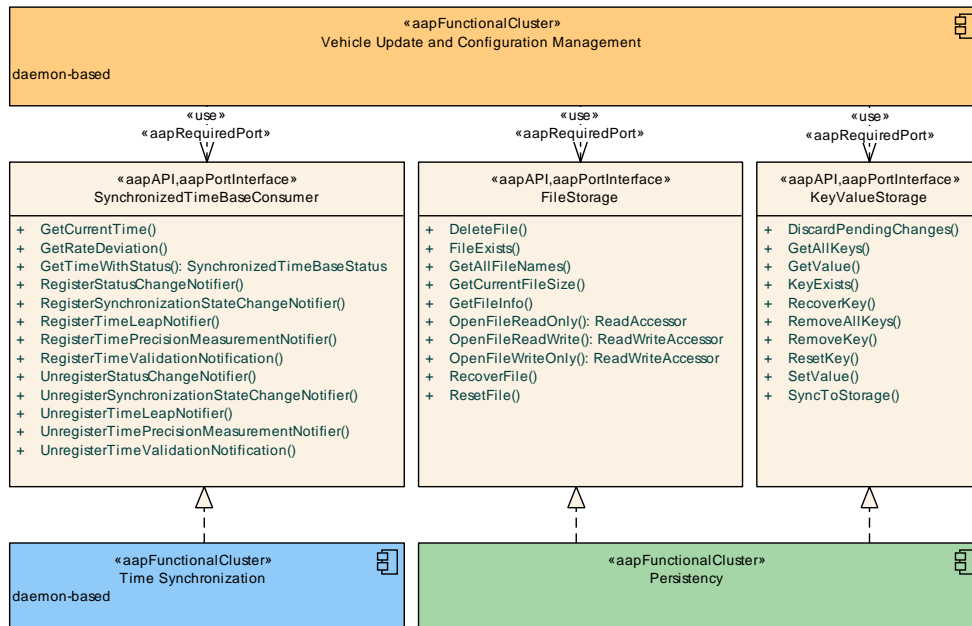 «aapFunctionalCluster»
Vehicle Update and Configuration Management
daemon-based
«use»
«aapRequiredPort»
«use»
«aapRequiredPort»
«use»
«aapRequiredPort»
«aapAPI,aapPortInterface»
SynchronizedTimeBaseConsumer
+ GetCurrentTime()
+ GetRateDeviation()
+ GetTimeWithStatus(): SynchronizedTimeBaseStatus
+ RegisterStatusChangeNotifier()
+ RegisterSynchronizationStateChangeNotifier()
+ RegisterTimeLeapNotifier()
+ RegisterTimePrecisionMeasurementNotifier()
+ RegisterTimeValidationNotification()
+ UnregisterStatusChangeNotifier()
+ UnregisterSynchronizationStateChangeNotifier()
+ UnregisterTimeLeapNotifier()
+ UnregisterTimePrecisionMeasurementNotifier()
+ UnregisterTimeValidationNotification()
«aapAPI,aapPortInterface»
FileStorage
+ DeleteFile()
+ FileExists()
+ GetAllFileNames()
+ GetCurrentFileSize()
+ GetFileInfo()
+ OpenFileReadOnly(): ReadAccessor
+ OpenFileReadWrite(): ReadWriteAccessor
+ OpenFileWriteOnly(): ReadWriteAccessor
+ RecoverFile()
+ ResetFile()
«aapAPI,aapPortInterface»
KeyValueStorage
+ DiscardPendingChanges()
+ GetAllKeys()
+ GetValue()
+ KeyExists()
+ RecoverKey()
+ RemoveAllKeys()
+ RemoveKey()
+ ResetKey()
+ SetValue()
+ SyncToStorage()
«aapFunctionalCluster»
Time Synchronization
daemon-based
«aapFunctionalCluster»
Persistency